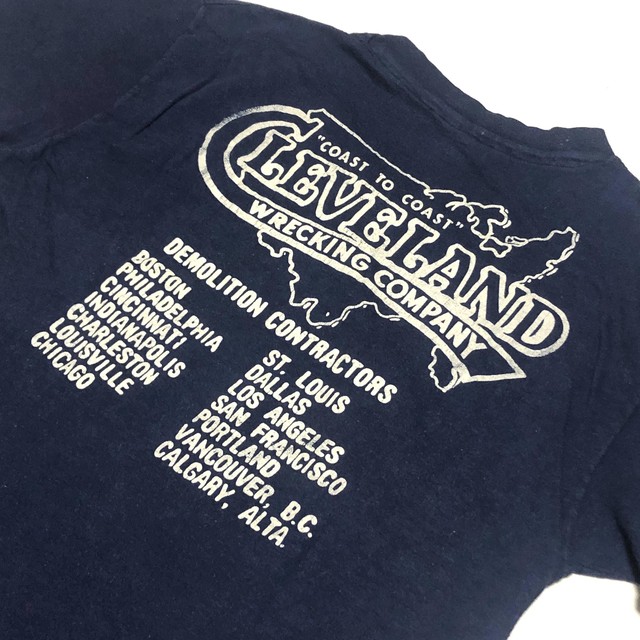 "COAST TO COAST"
CLEVELAND
WRECKING COMPANY
DEMOLITION CONTRACTORS
BOSTON
PHILADELPHIA
CINCINNATI
INDIANAPOLIS
CHARLESTON
LOUISVILLE
CHICAGO
ST. LOUIS
DALLAS
LOS ANGELES
SAN FRANCISCO
PORTLAND
VANCOUVER, B.C.
CALGARY, ALTA.